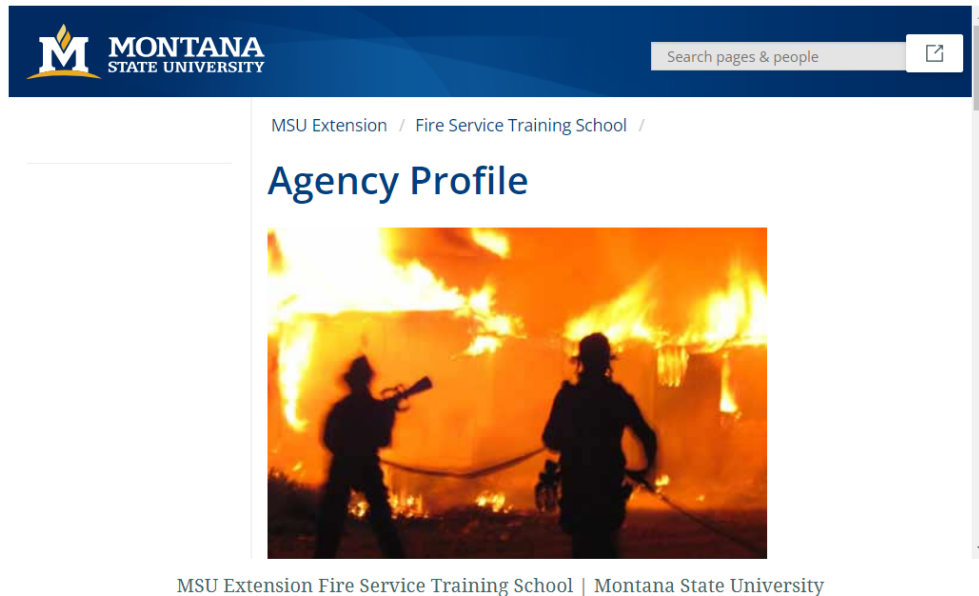 MONTANA
STATE UNIVERSITY
Search pages & people
MSU Extension / Fire Service Training School /
Agency Profile
MSU Extension Fire Service Training School | Montana State University